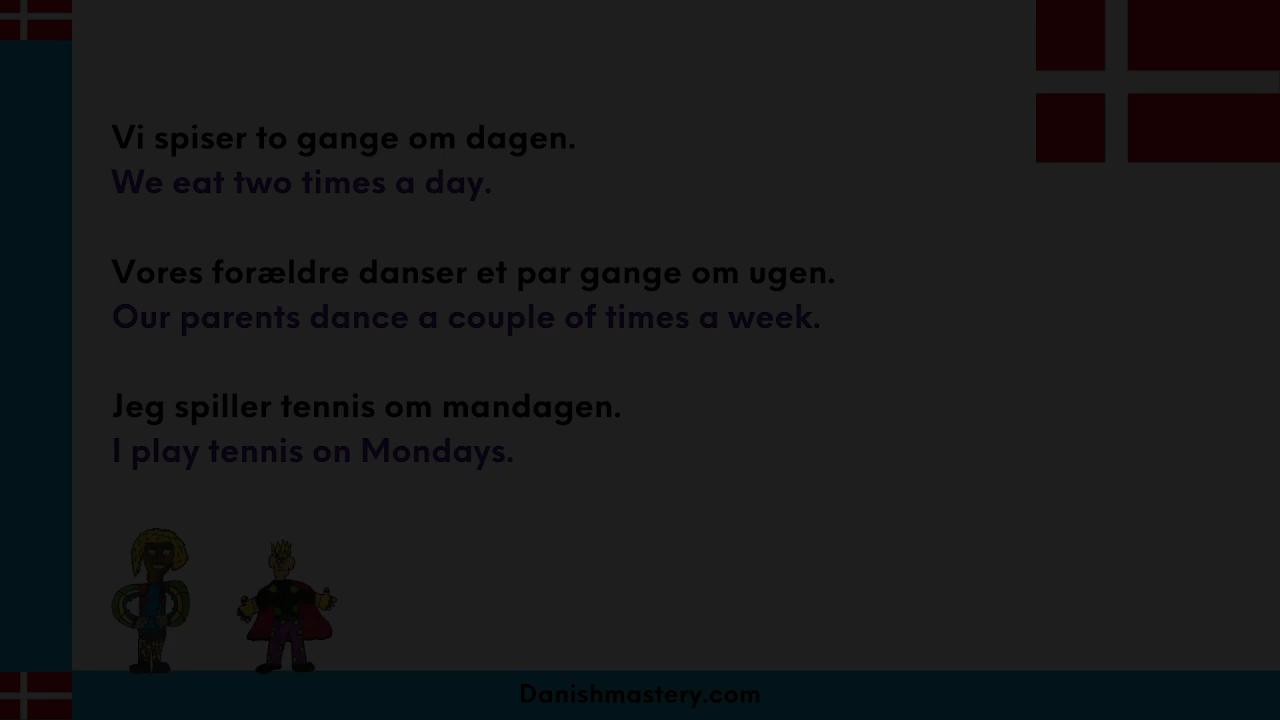 Vi spiser to gange om dagen.
We eat two times a day.
Vores forældre danser et par gange om ugen.
Our parents dance a couple of times a week.
Jeg spiller tennis om mandagen.
I play tennis on Mondays.
Danishmastery.com